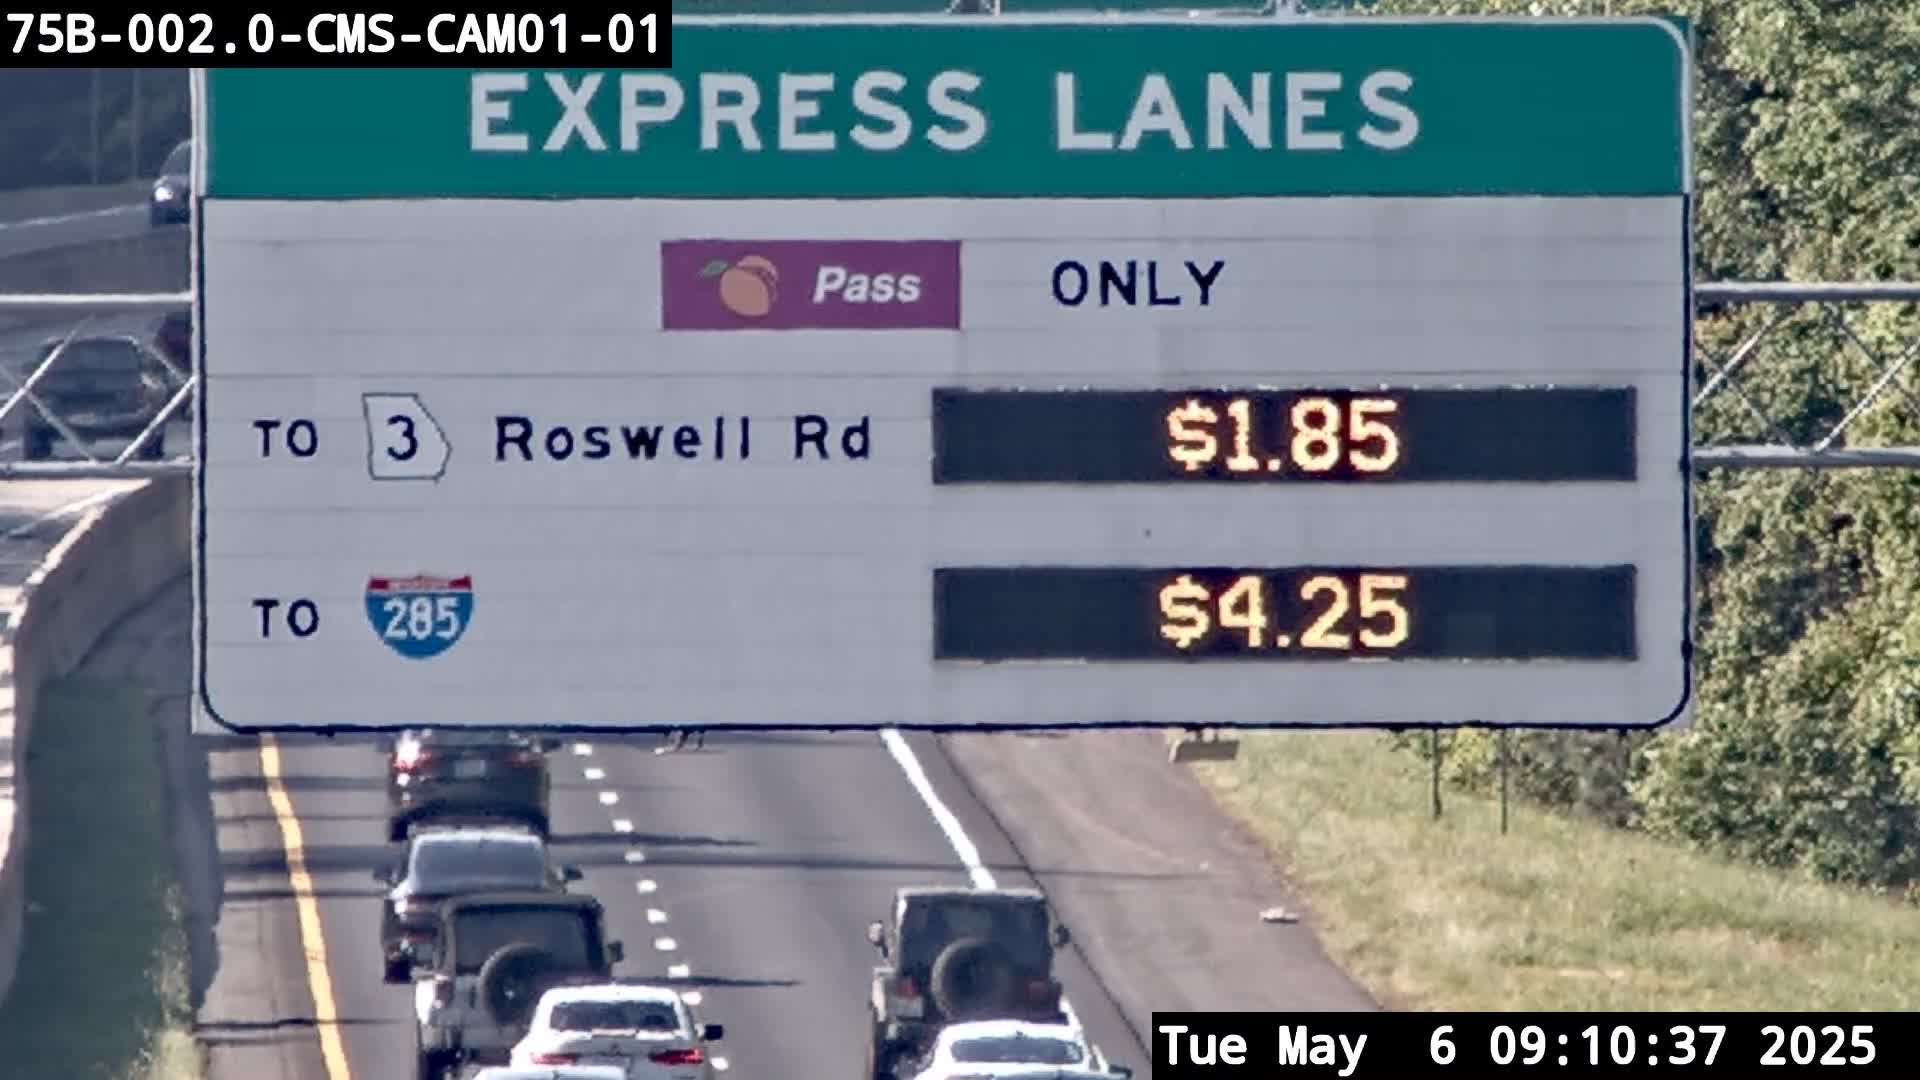 75B-002.0-CMS-CAM01-01
EXPRESS LANES
Pass ONLY
TO 3 Roswell Rd $1.85
TO 285 $4.25
Tue May 6 09:10:37 2025